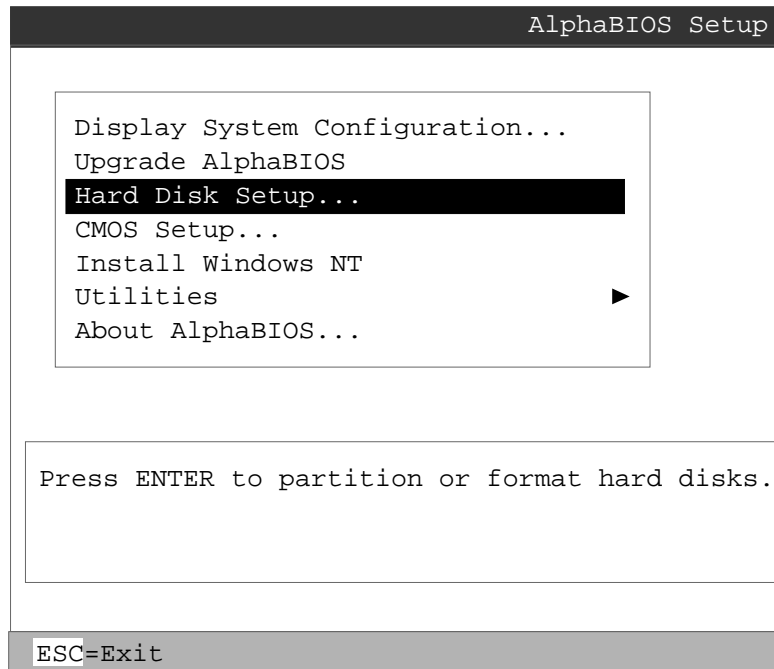 AlphaBIOS Setup
Display System Configuration...
Upgrade AlphaBIOS
Hard Disk Setup...
CMOS Setup...
Install Windows NT
Utilities
About AlphaBIOS...
Press ENTER to partition or format hard disks.
ESC=Exit